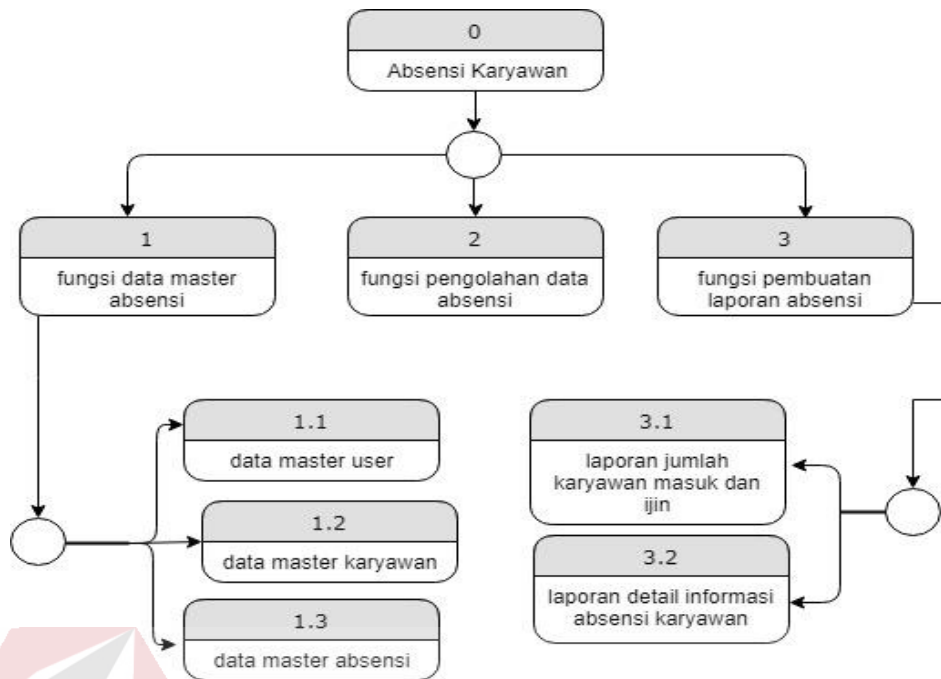 0
Absensi Karyawan
1
fungsi data master
absensi
2
fungsi pengolahan data
absensi
3
fungsi pembuatan
laporan absensi
1.1
data master user
1.2
data master karyawan
1.3
data master absensi
3.1
laporan jumlah
karyawan masuk dan
ijin
3.2
laporan detail informasi
absensi karyawan